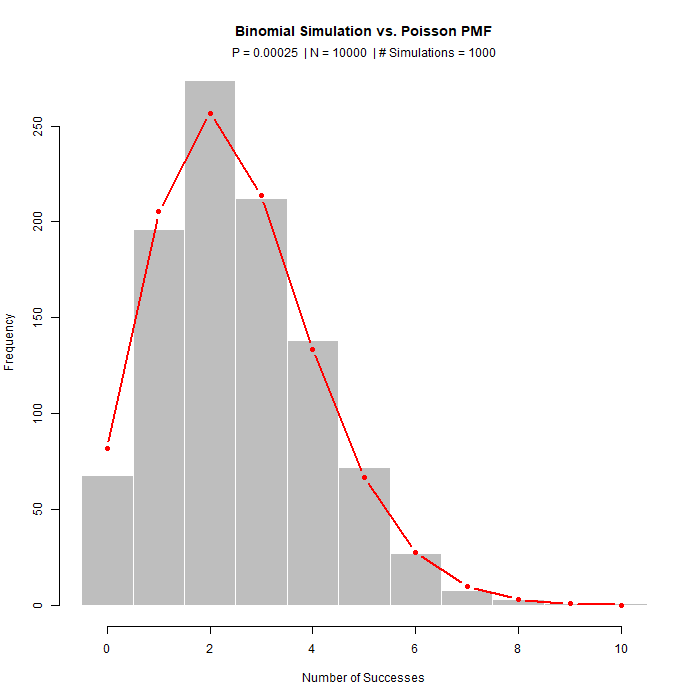 Binomial Simulation vs. Poisson PMF
P = 0.00025 | N = 10000 | # Simulations = 1000
250
200
150
100
50
0
Frequency
0 2 4 6 8 10
Number of Successes